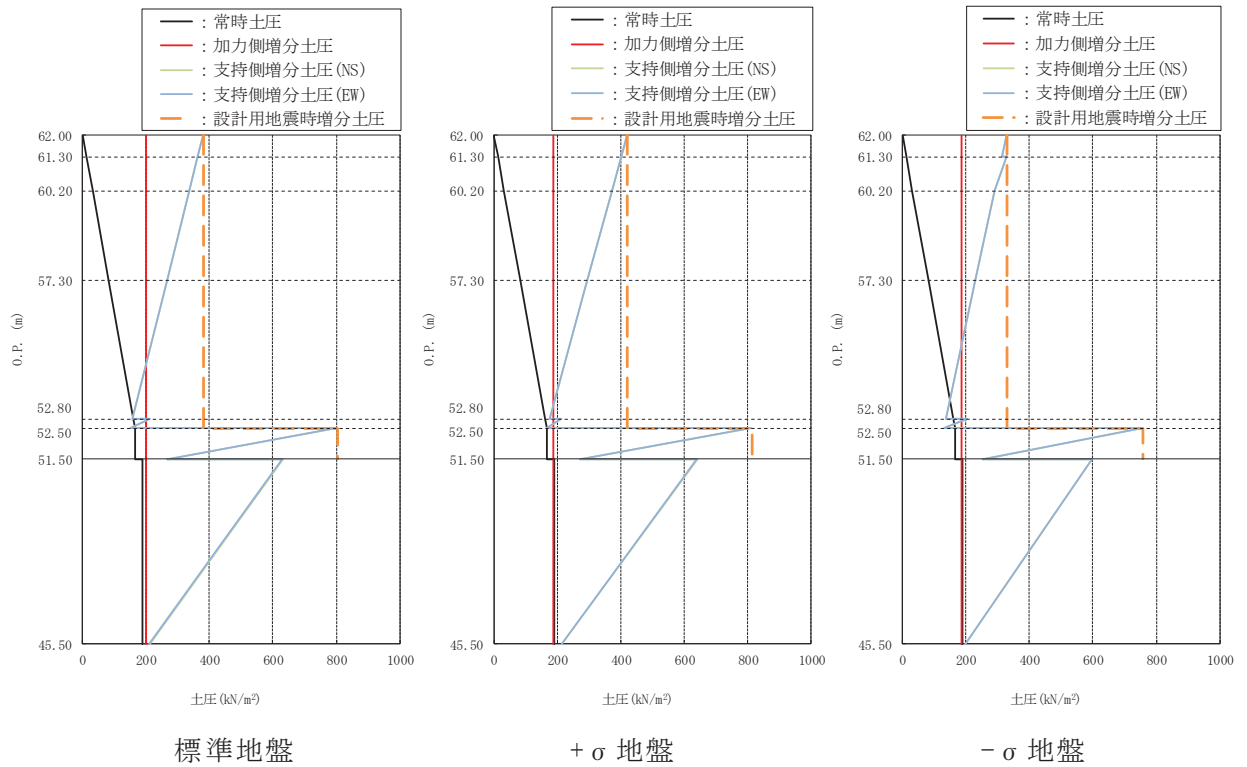 : 常時土圧
: 加力側増分土圧
: 支持側増分土圧(NS)
: 支持側増分土圧(EW)
: 設計用地震時増分土圧
62.00
61.30
60.20
57.30
52.80
52.50
51.50
45.50
O.P. (m)
0 200 400 600 800 1000
土圧(kN/m²)
標準地盤
: 常時土圧
: 加力側増分土圧
: 支持側増分土圧(NS)
: 支持側増分土圧(EW)
: 設計用地震時増分土圧
62.00
61.30
60.20
57.30
52.80
52.50
51.50
45.50
O.P. (m)
0 200 400 600 800 1000
土圧(kN/m²)
+σ 地盤
: 常時土圧
: 加力側増分土圧
: 支持側増分土圧(NS)
: 支持側増分土圧(EW)
: 設計用地震時増分土圧
62.00
61.30
60.20
57.30
52.80
52.50
51.50
45.50
O.P. (m)
0 200 400 600 800 1000
土圧(kN/m²)
−σ 地盤